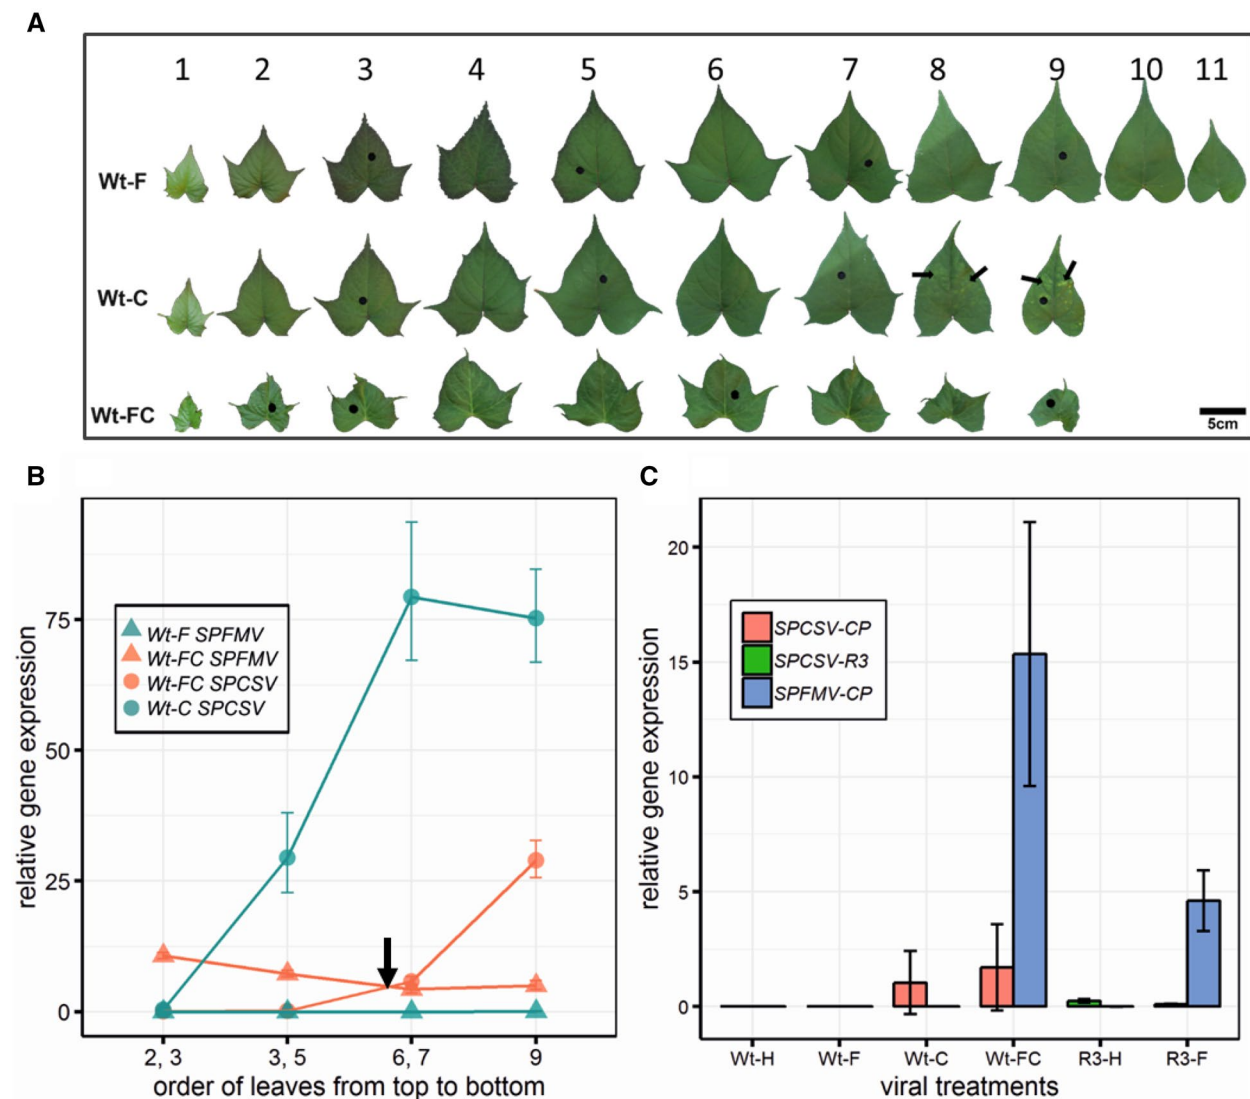 A
1 2 3 4 5 6 7 8 9 10 11
Wt-F
Wt-C
Wt-FC
5cm
B
relative gene expression
75
50
25
0
Wt-F SPFMV
Wt-FC SPFMV
Wt-FC SPCSV
Wt-C SPCSV
2, 3 3, 5 6, 7 9
order of leaves from top to bottom
C
relative gene expression
20
15
10
5
0
SPCSV-CP
SPCSV-R3
SPFMV-CP
Wt-H Wt-F Wt-C Wt-FC R3-H R3-F
viral treatments